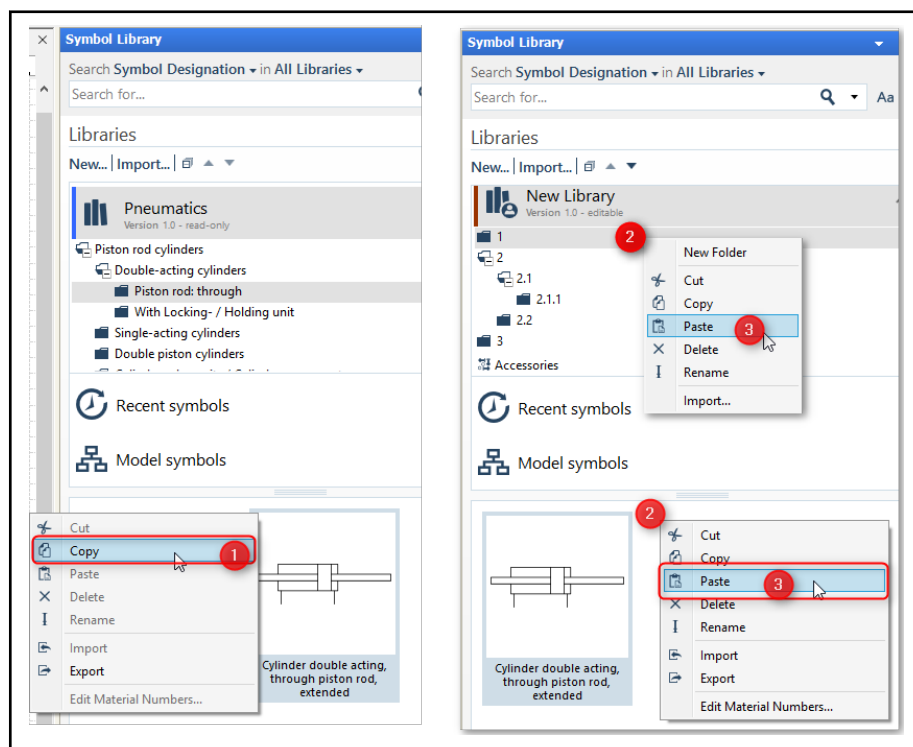 Symbol Library
Search Symbol Designation in All Libraries
Search for...
Libraries
New... | Import... |
Pneumatics
Version 1.0 - read-only
Piston rod cylinders
Double-acting cylinders
Piston rod: through
With Locking- / Holding unit
Single-acting cylinders
Double piston cylinders
Recent symbols
Model symbols
Cut
Copy
1
Paste
Delete
Rename
Import
Export
Edit Material Numbers...
Cylinder double acting,
through piston rod,
extended
Symbol Library
Search Symbol Designation in All Libraries
Search for...
Aa
Libraries
New... | Import... |
New Library
Version 1.0 - editable
1
2
2.1
2.1.1
2.2
3
Accessories
2
New Folder
Cut
Copy
Paste
3
Delete
Rename
Import...
Recent symbols
Model symbols
Cylinder double acting,
through piston rod,
extended
2
Cut
Copy
Paste
3
Delete
Rename
Import
Export
Edit Material Numbers...